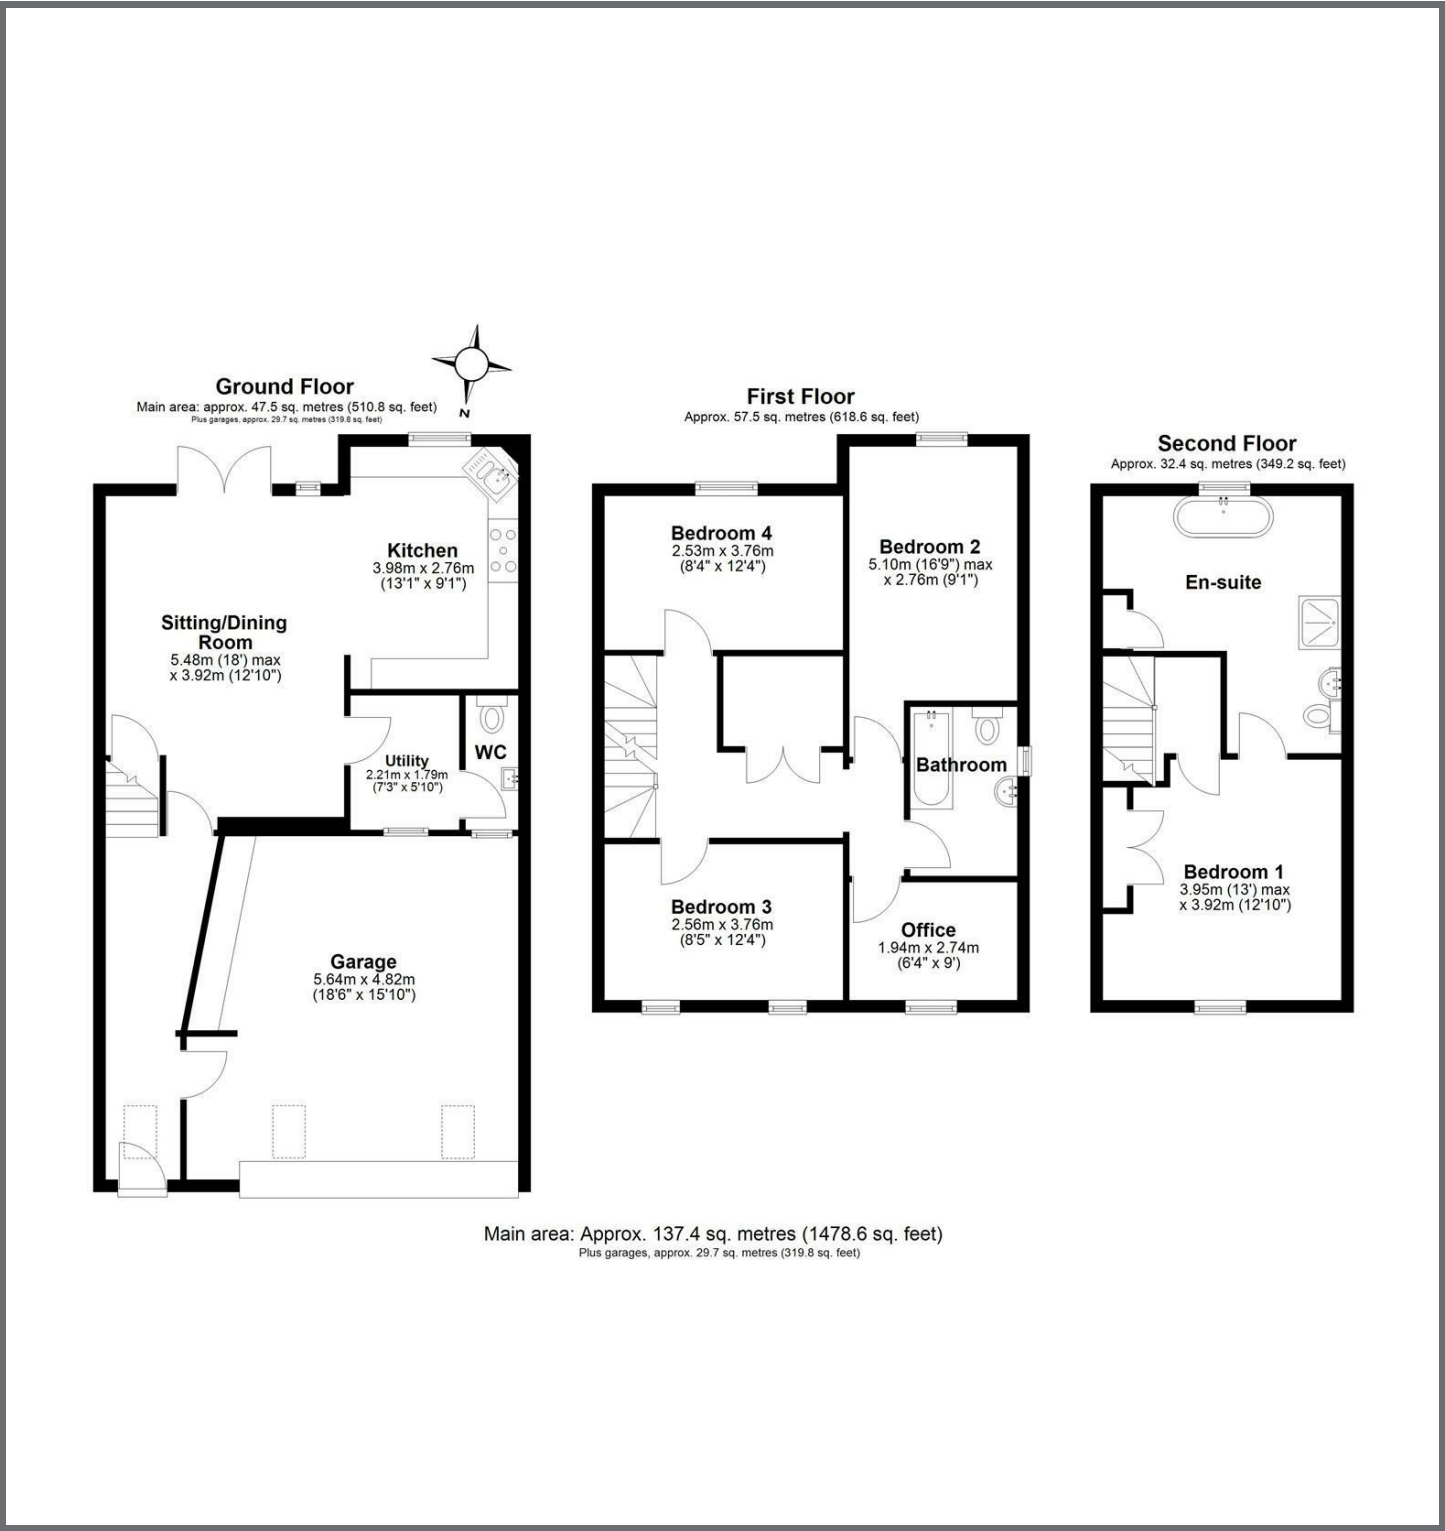 Ground Floor
Main area: approx. 47.5 sq. metres (510.8 sq. feet)
Plus garages, approx. 29.7 sq. metres (319.8 sq. feet)
N
Kitchen
3.98m x 2.76m
(13'1" x 9'1")
Sitting/Dining
Room
5.48m (18') max
x 3.92m (12'10")
Utility
2.21m x 1.79m
(7'3" x 5'10")
WC
Garage
5.64m x 4.82m
(18'6" x 15'10")
First Floor
Approx. 57.5 sq. metres (618.6 sq. feet)
Bedroom 4
2.53m x 3.76m
(8'4" x 12'4")
Bedroom 2
5.10m (16'9") max
x 2.76m (9'1")
Bathroom
Bedroom 3
2.56m x 3.76m
(8'5" x 12'4")
Office
1.94m x 2.74m
(6'4" x 9')
Second Floor
Approx. 32.4 sq. metres (349.2 sq. feet)
En-suite
Bedroom 1
3.95m (13') max
x 3.92m (12'10")
Main area: Approx. 137.4 sq. metres (1478.6 sq. feet)
Plus garages, approx. 29.7 sq. metres (319.8 sq. feet)